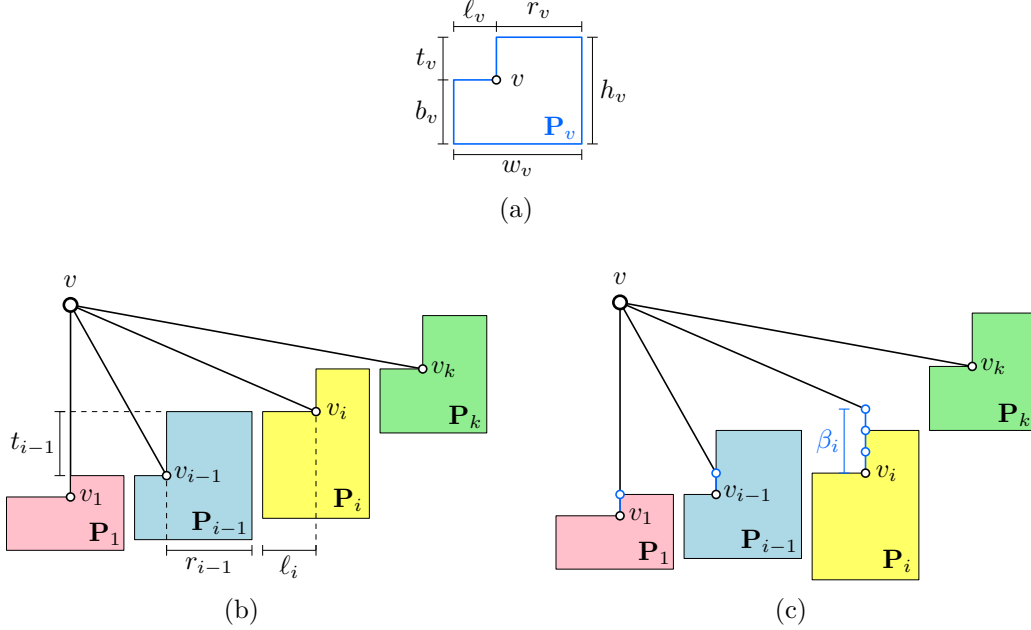 ℓ_v r_v
t_v
v
b_v
h_v
P_v
w_v
(a)
v
v_k
P_k
v_i
t_{i−1}
v_{i−1}
v_1
P_i
P_1
P_{i−1}
r_{i−1} ℓ_i
(b)
v
v_k
P_k
β_i
v_i
v_{i−1}
v_1
P_{i−1}
P_1
P_i
(c)